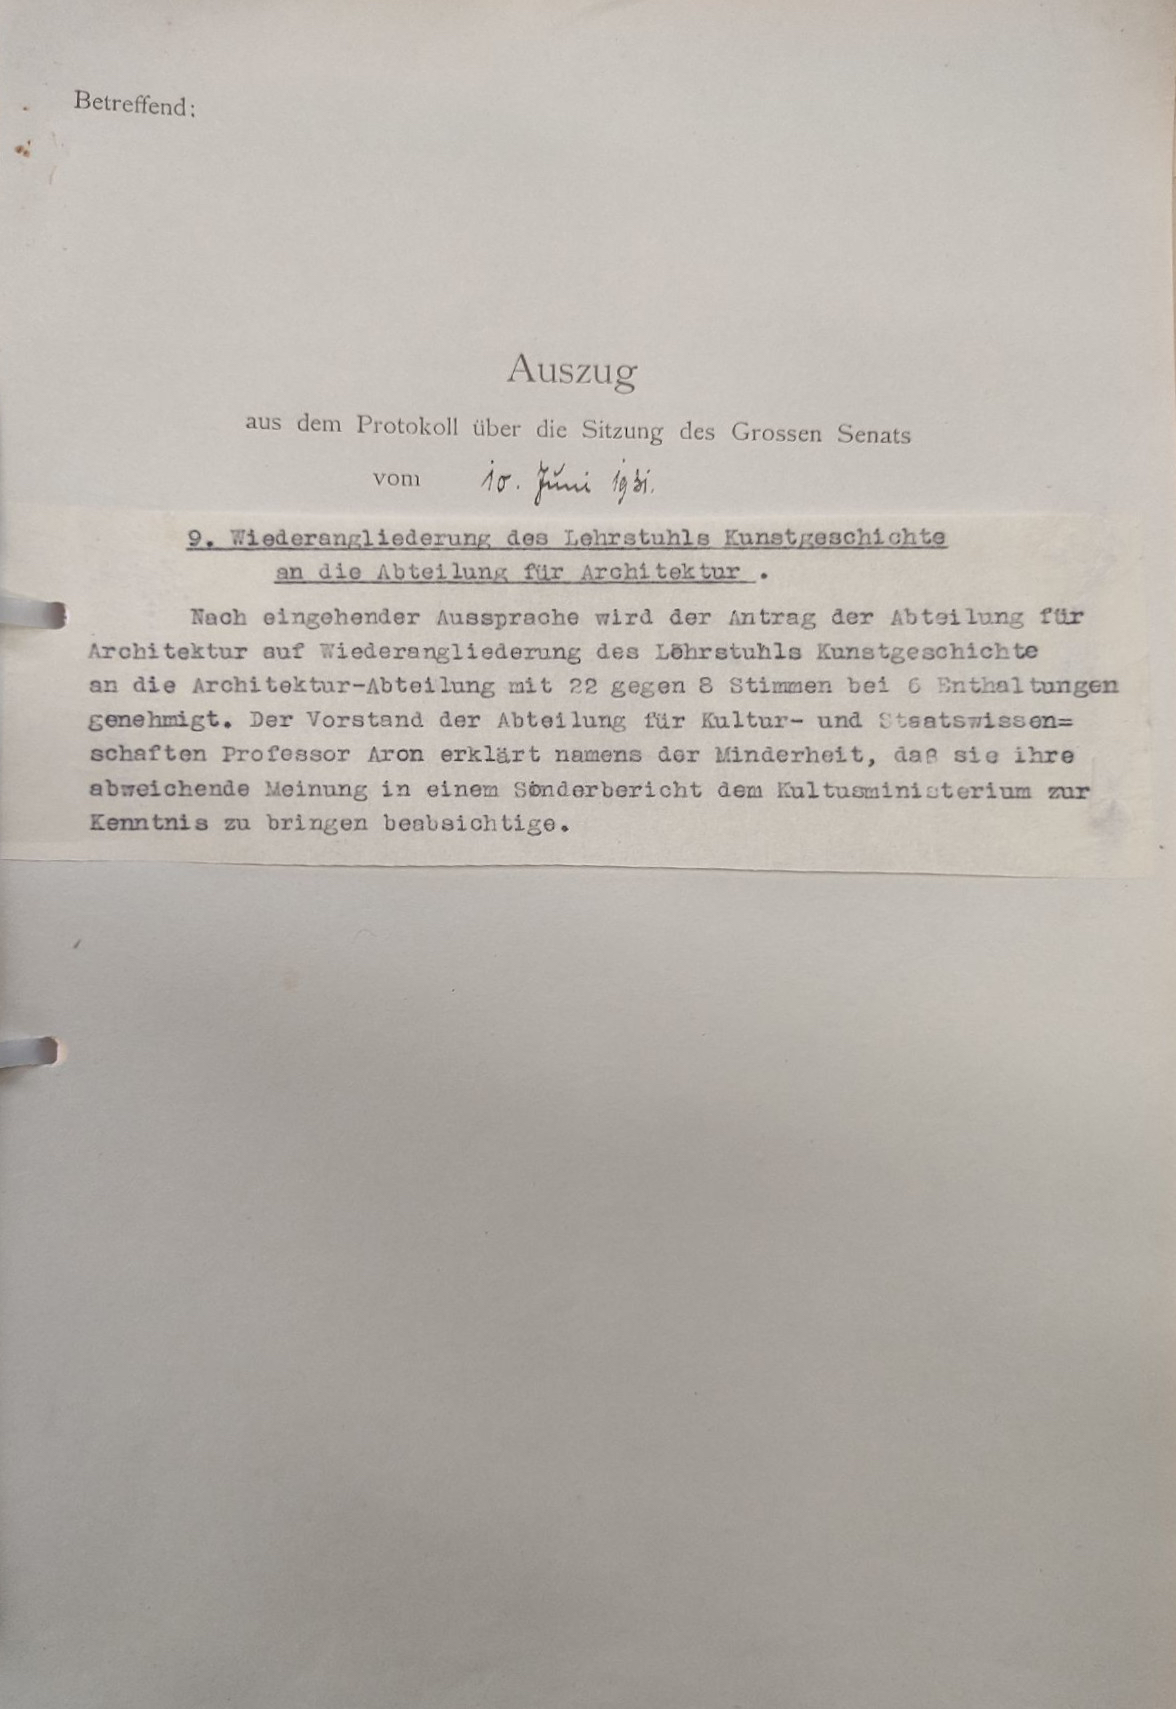 Betreffend:
Auszug
aus dem Protokoll über die Sitzung des Grossen Senats
vom 10. Juni 1931.
9. Wiederangliederung des Lehrstuhls Kunstgeschichte
an die Abteilung für Architektur .
Nach eingehender Aussprache wird der Antrag der Abteilung für
Architektur auf Wiederangliederung des Lehrstuhls Kunstgeschichte
an die Architektur-Abteilung mit 22 gegen 8 Stimmen bei 6 Enthaltungen
genehmigt. Der Vorstand der Abteilung für Kultur- und Staatswissen=
schaften Professor Aron erklärt namens der Minderheit, daß sie ihre
abweichende Meinung in einem Sonderbericht dem Kultusministerium zur
Kenntnis zu bringen beabsichtige.